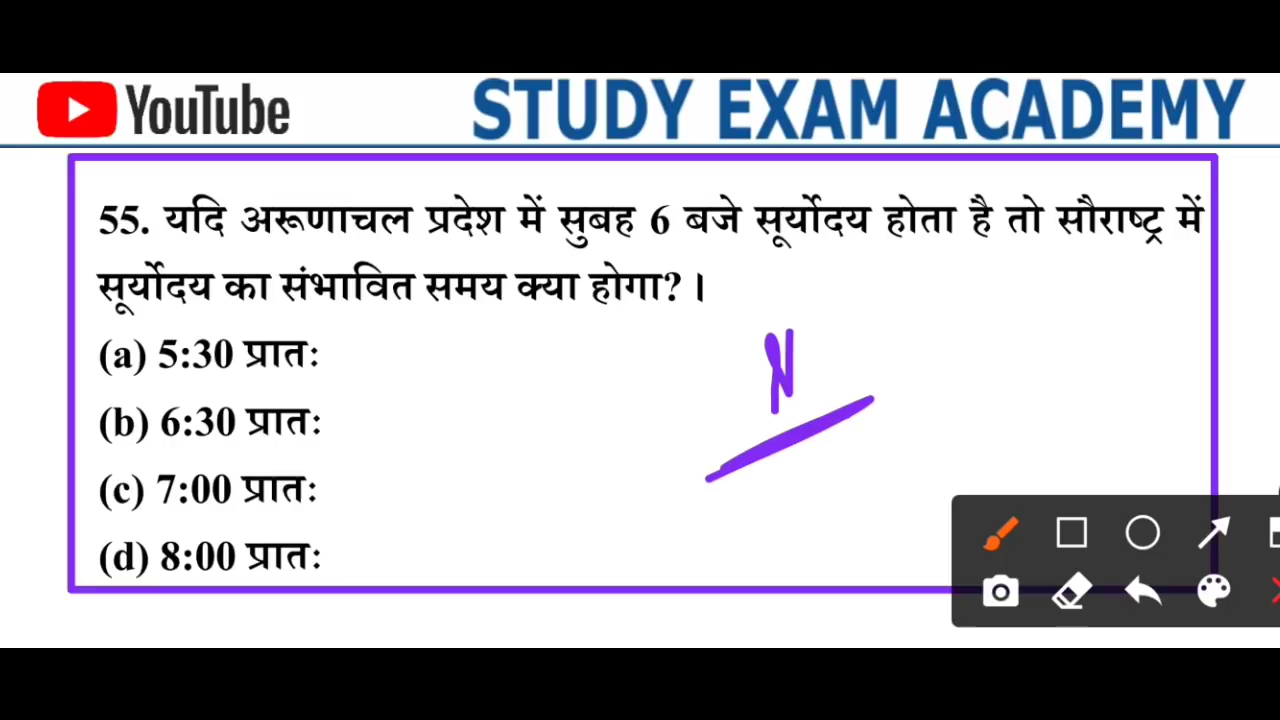 YouTube STUDY EXAM ACADEMY
55. यदि अरूणाचल प्रदेश में सुबह 6 बजे सूर्योदय होता है तो सौराष्ट्र में
सूर्योदय का संभावित समय क्या होगा? ।
(a) 5:30 प्रातः
(b) 6:30 प्रातः
(c) 7:00 प्रातः
(d) 8:00 प्रातः